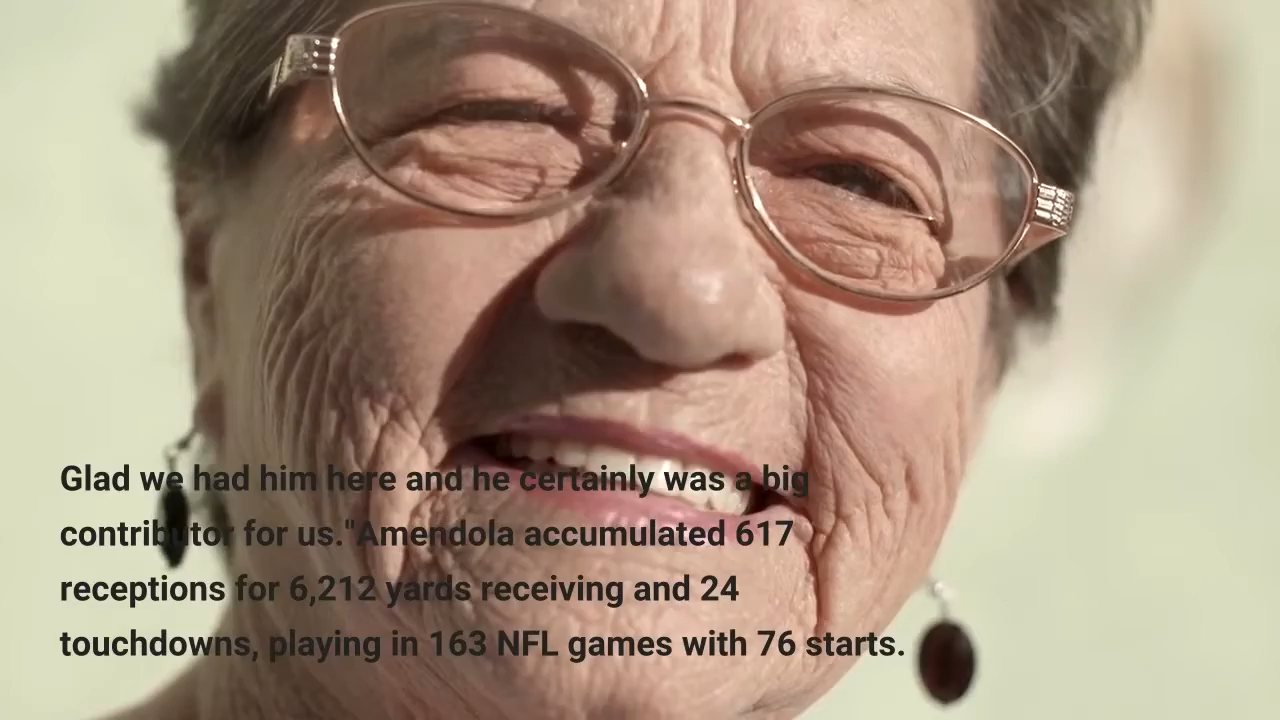 Glad we had him here and he certainly was a big
contributor for us."Amendola accumulated 617
receptions for 6,212 yards receiving and 24
touchdowns, playing in 163 NFL games with 76 starts.